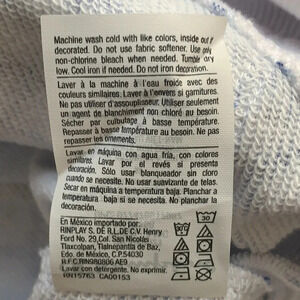 Machine wash cold with like colors, inside out if
decorated. Do not use fabric softener. Use only
non-chlorine bleach when needed. Tumble dry
low. Cool iron if needed. Do not iron decoration.
Laver à la machine à l'eau froide avec des
couleurs similaires. Laver à l'envers si garnitures.
Ne pas utiliser d'assouplisseur. Utiliser seulement
un agent de blanchiment non chloré au besoin.
Sécher par culbutage à basse température.
Repasser à basse température au besoin. Ne pas
repasser les ornements.
Lavar en máquina con agua fría, con colores
similares. Lavar por el revés si presenta
decoración. Sólo usar blanqueador sin cloro
cuando se necesite. No usar suavizante de telas.
Secar en máquina a temperatura baja. Planchar a
temperatura baja si se necesita. No planchar la
decoración.
En México importado por:
RINPLAY S. DE R.L.DE C.V. Henry
Ford No. 29,Col. San Nicolás
Tlaxcolpan, Tlalnepantla de Baz,
Edo. de México, C.P.54030
R.F.C.RIN980806 AE9
Lavar con detergente. No exprimir.
RN15763 CA00153
30